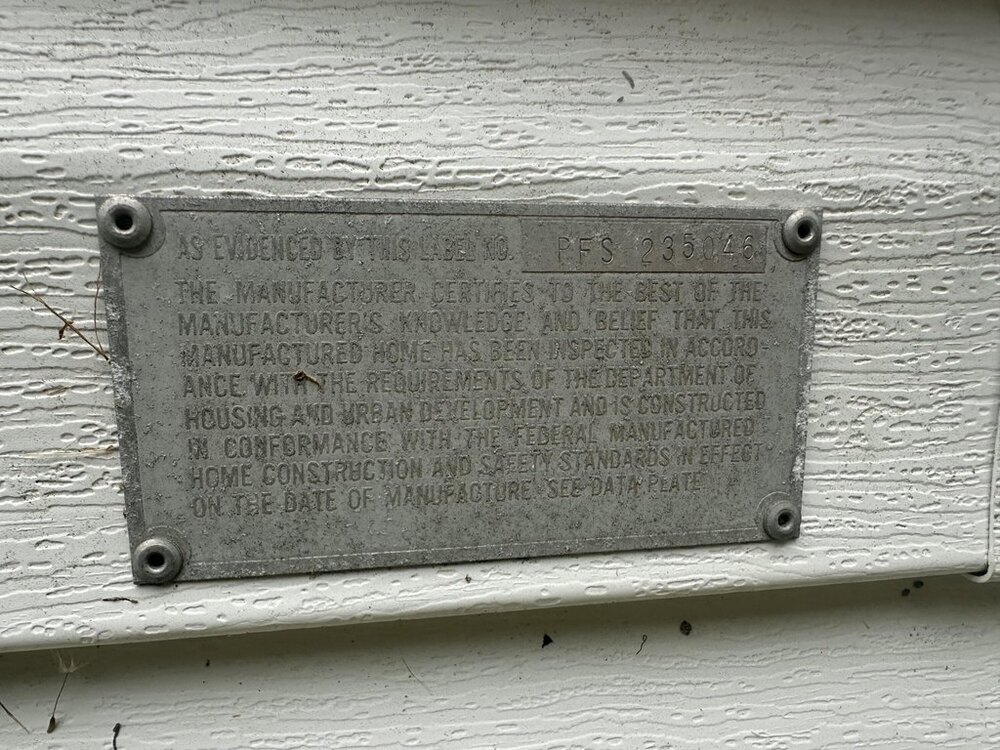 AS EVIDENCED BY THIS LABEL NO. PFS 235046
THE MANUFACTURER CERTIFIES TO THE BEST OF THE
MANUFACTURER'S KNOWLEDGE AND BELIEF THAT THIS
MANUFACTURED HOME HAS BEEN INSPECTED IN ACCORD-
ANCE WITH THE REQUIREMENTS OF THE DEPARTMENT OF
HOUSING AND URBAN DEVELOPMENT AND IS CONSTRUCTED
IN CONFORMANCE WITH THE FEDERAL MANUFACTURED
HOME CONSTRUCTION AND SAFETY STANDARDS IN EFFECT
ON THE DATE OF MANUFACTURE SEE DATA PLATE